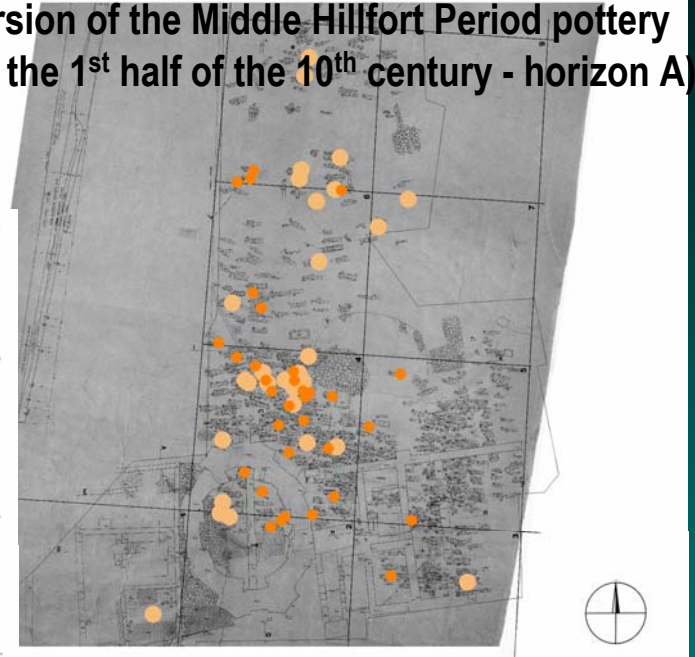 rsion of the Middle Hillfort Period pottery
the 1st half of the 10th century - horizon A)